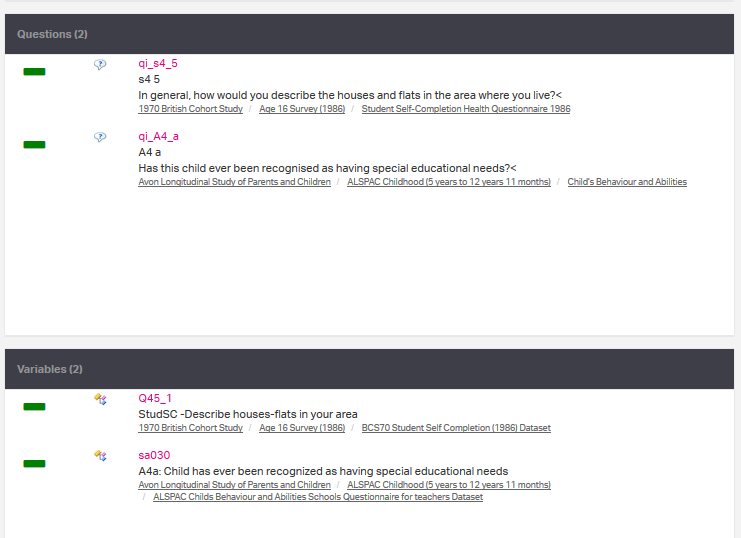 Questions (2)
qi_s4_5
s4 5
In general, how would you describe the houses and flats in the area where you live?<
1970 British Cohort Study / Age 16 Survey (1986) / Student Self-Completion Health Questionnaire 1986
qi_A4_a
A4 a
Has this child ever been recognised as having special educational needs?<
Avon Longitudinal Study of Parents and Children / ALSPAC Childhood (5 years to 12 years 11 months) / Child's Behaviour and Abilities
Variables (2)
Q45_1
StudSC -Describe houses-flats in your area
1970 British Cohort Study / Age 16 Survey (1986) / BCS70 Student Self Completion (1986) Dataset
sa030
A4a: Child has ever been recognized as having special educational needs
Avon Longitudinal Study of Parents and Children / ALSPAC Childhood (5 years to 12 years 11 months)
/ ALSPAC Childs Behaviour and Abilities Schools Questionnaire for teachers Dataset